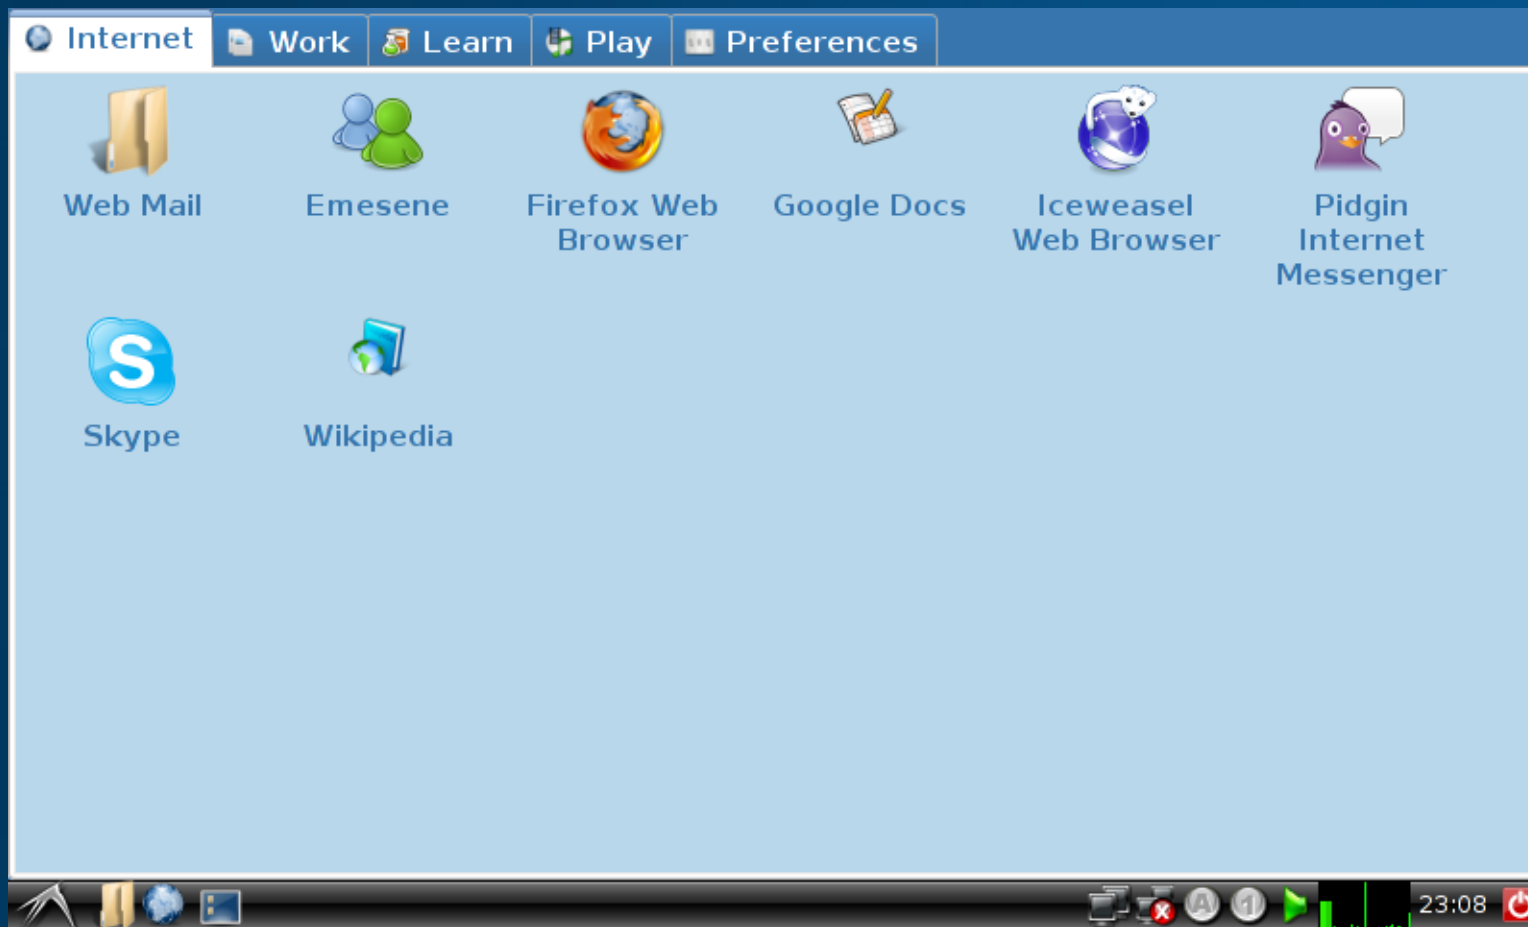 Internet
Work
Learn
Play
Preferences
Web Mail
Emesene
Firefox Web
Browser
Google Docs
Iceweasel
Web Browser
Pidgin
Internet
Messenger
S
Skype
Wikipedia
A
1
23:08